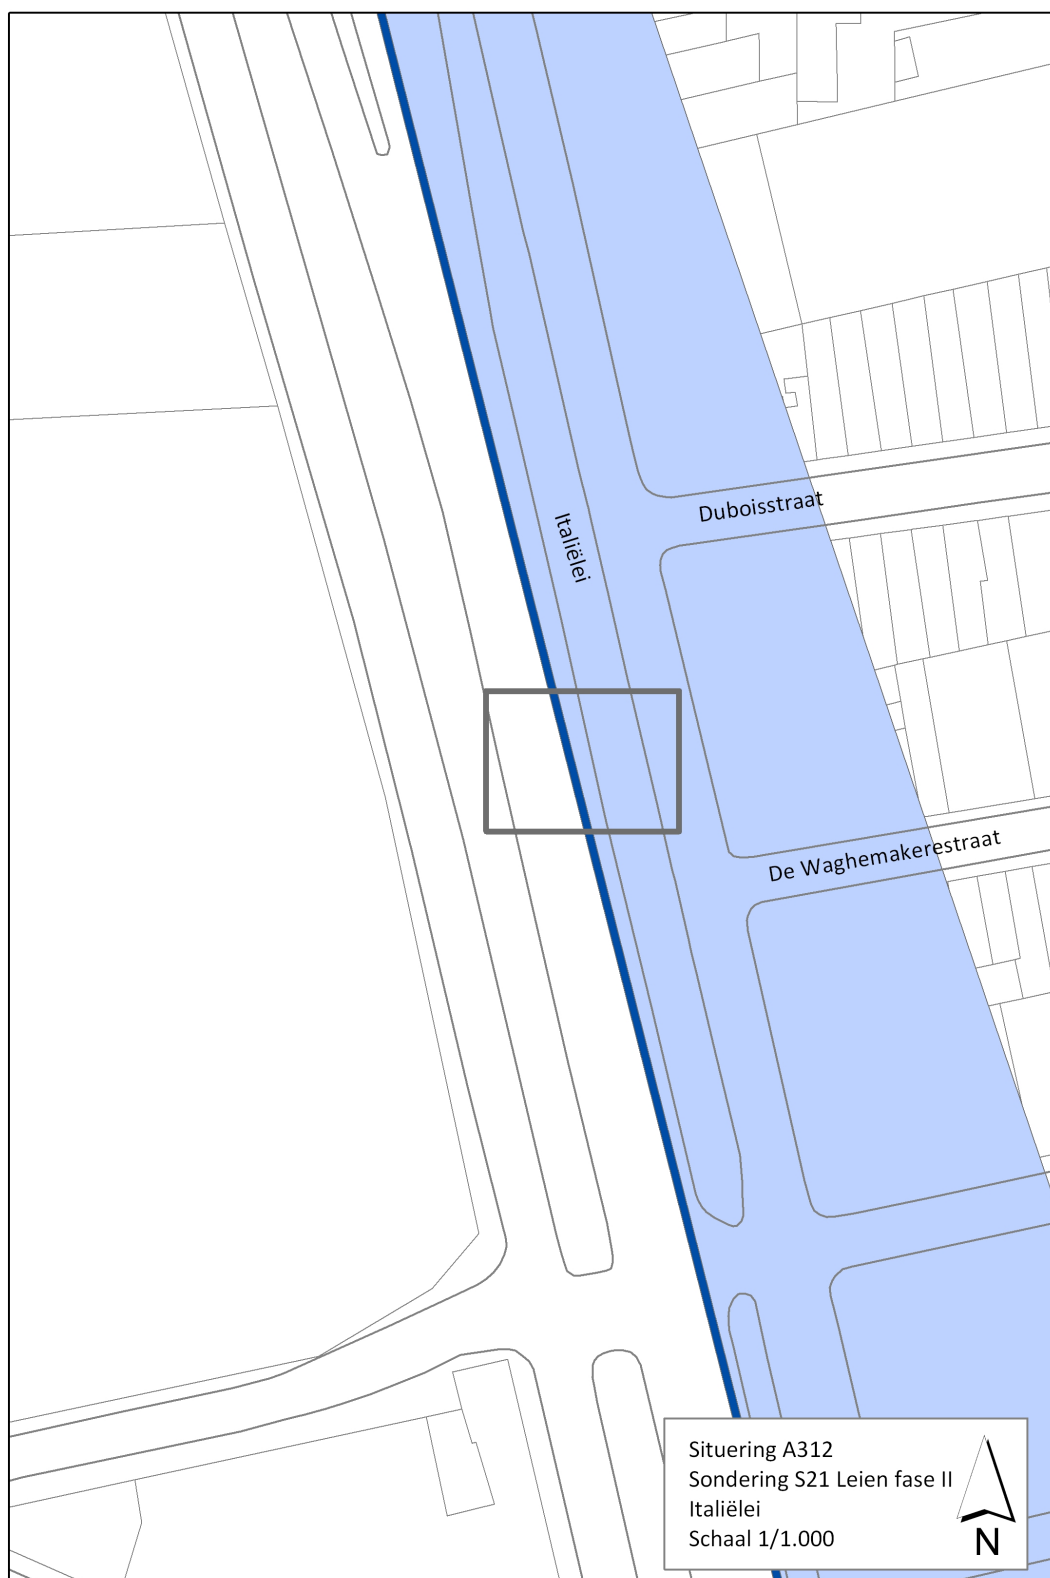 Duboisstraat
Italiëlei
De Waghemakerestraat
Situering A312
Sondering S21 Leien fase II
Italiëlei
Schaal 1/1.000
N